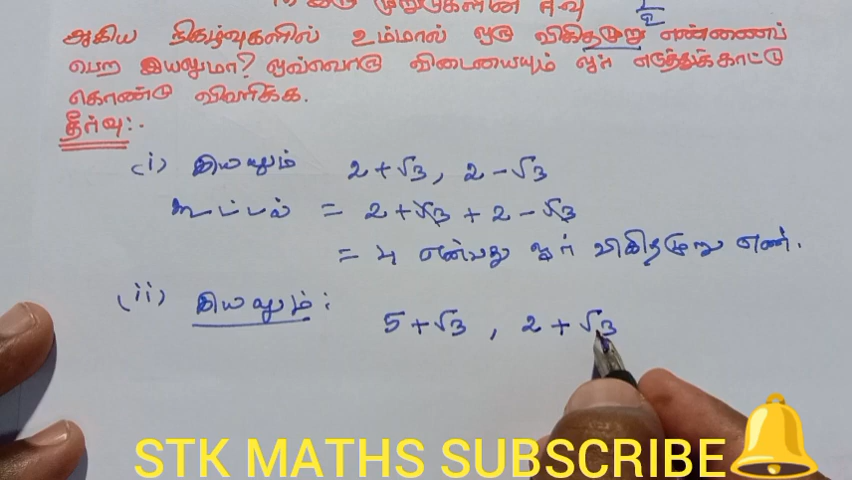 ஆகிய நிகழ்வுகளில் உம்மால் ஒரு விகிதமுறு எண்ணைப்
பெற இயலுமா? ஒவ்வொரு விடையையும் ஓர் எடுத்துக்காட்டு
கொண்டு விவரிக்க.
தீர்வு:-
(i) இயலும் 2+√3, 2-√3
கூட்டல் = 2+√3 + 2-√3
= 4 என்பது ஓர் விகிதமுறு எண்.
(ii) இயலும்:
5+√3 , 2+√3
STK MATHS SUBSCRIBE